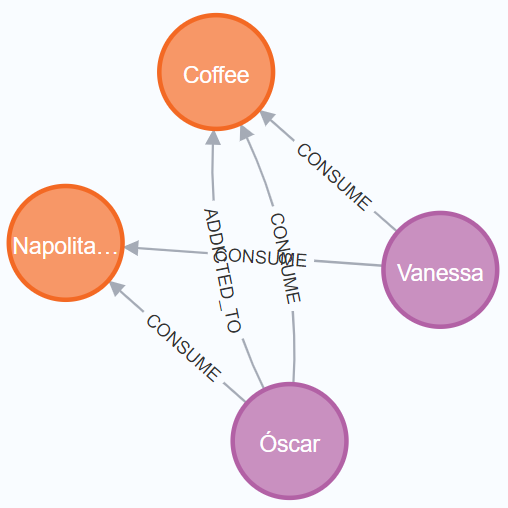 Coffee
CONSUME
Napolita...
ADDICTED_TO
CONSUME
CONSUME
Vanessa
CONSUME
Óscar